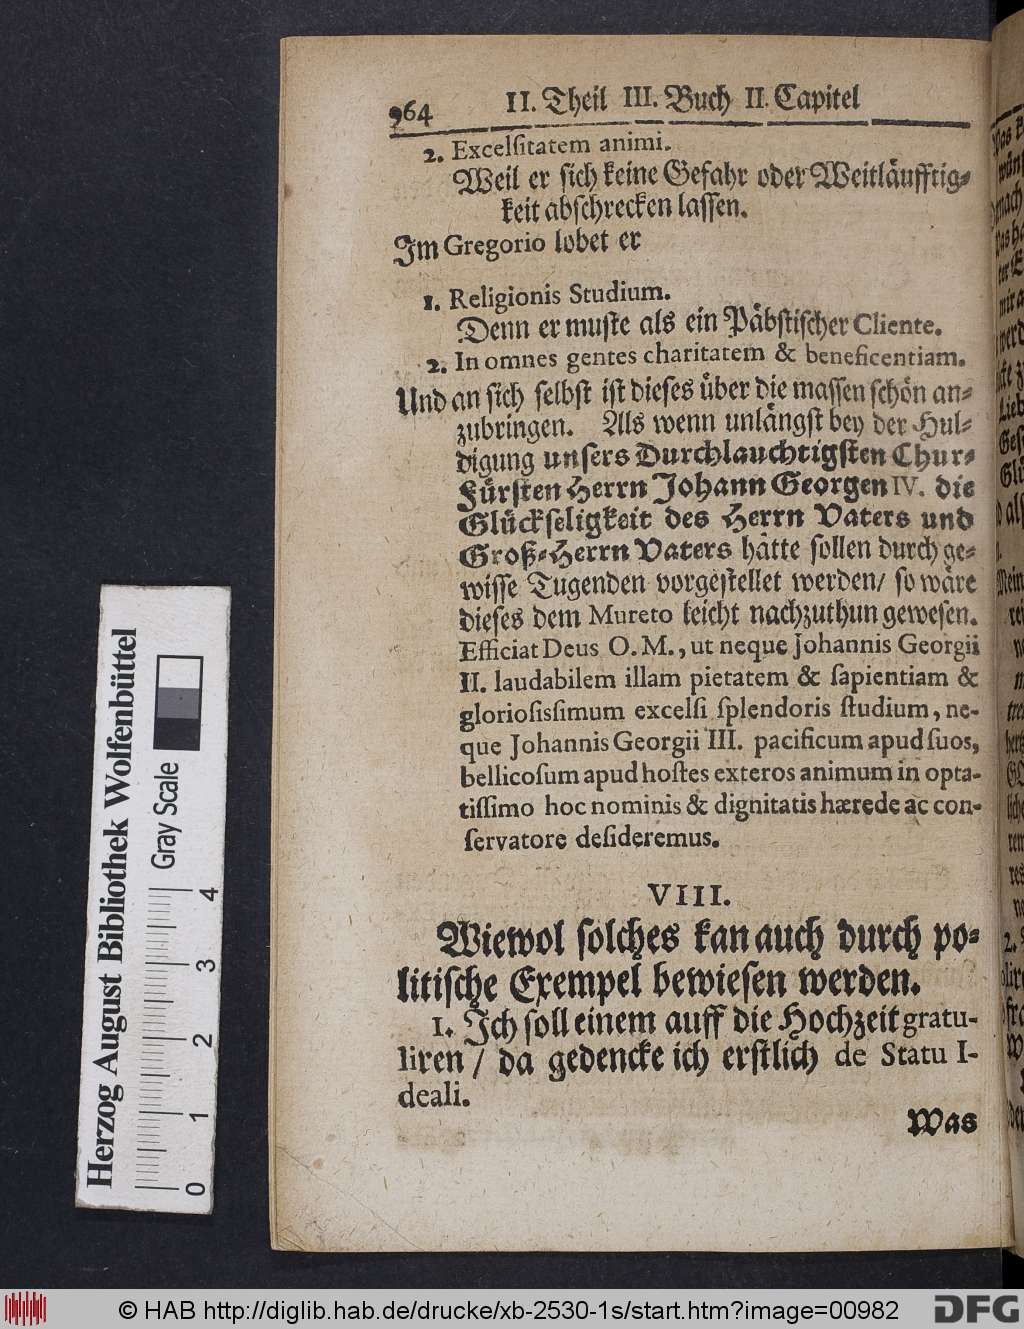 964 II. Theil III. Buch II. Capitel
2. Excelſitatem animi.
Weil er ſich keine Gefahr oder Weitläufftig-
keit abſchrecken laſſen.
Im Gregorio lobet er
1. Religionis Studium.
Denn er muſte als ein Päbſtiſcher Cliente.
2. In omnes gentes charitatem & beneficentiam.
Und an ſich ſelbſt iſt dieſes über die maſſen ſchön an-
zubringen. Als wenn unlängſt bey der Hul-
digung unſers Durchlauchtigſten Chur-
Fürſten Herrn Johann Georgen IV. die
Glückſeligkeit des Herrn Vaters und
Groß-Herrn Vaters hätte ſollen durch ge-
wiſſe Tugenden vorgeſtellet werden/ ſo wäre
dieſes dem Mureto leicht nachzuthun geweſen.
Efficiat Deus O. M., ut neque Johannis Georgii
II. laudabilem illam pietatem & ſapientiam &
glorioſisſimum excelſi ſplendoris ſtudium, ne-
que Johannis Georgii III. pacificum apud ſuos,
bellicoſum apud hoſtes exteros animum in opta-
tiſſimo hoc nominis & dignitatis hærede ac con-
ſervatore deſideremus.
VIII.
Wiewol ſolches kan auch durch po-
litiſche Exempel bewieſen werden.
1. Ich ſoll einem auff die Hochzeit gratu-
liren / da gedencke ich erſtlich de Statu I-
deali.
Was
Herzog August Bibliothek Wolfenbüttel
Gray Scale
0 1 2 3 4
© HAB http://diglib.hab.de/drucke/xb-2530-1s/start.htm?image=00982
DFG